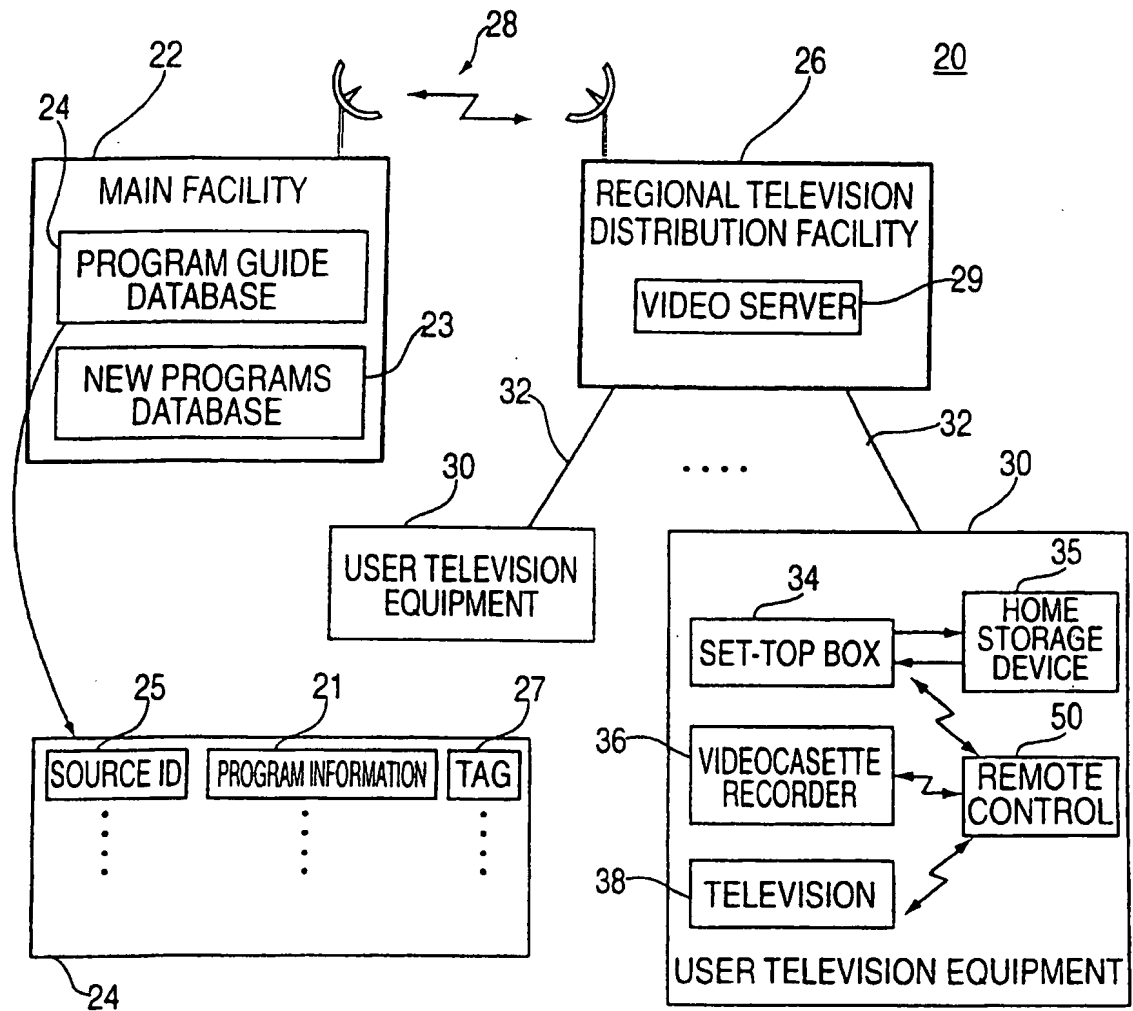 28
20
22
26
24
MAIN FACILITY
PROGRAM GUIDE
DATABASE
23
NEW PROGRAMS
DATABASE
REGIONAL TELEVISION
DISTRIBUTION FACILITY
VIDEO SERVER
29
32
32
30
USER TELEVISION
EQUIPMENT
30
34
SET-TOP BOX
35
HOME
STORAGE
DEVICE
36
VIDEOCASETTE
RECORDER
50
REMOTE
CONTROL
38
TELEVISION
USER TELEVISION EQUIPMENT
25
21
27
SOURCE ID
PROGRAM INFORMATION
TAG
24